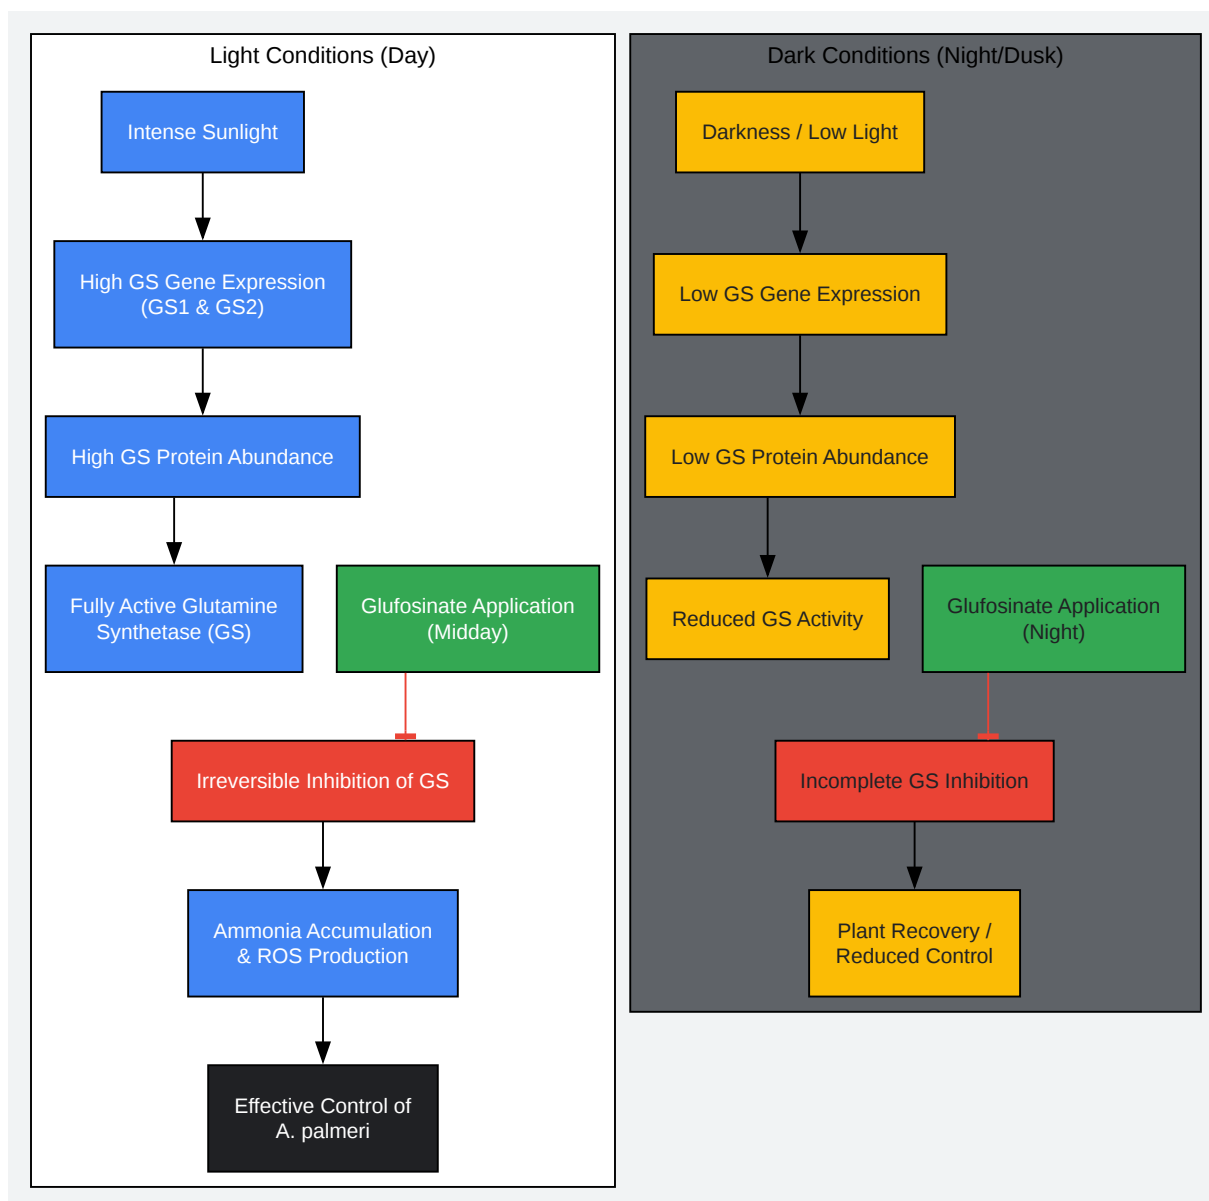 Light Conditions (Day)
Intense Sunlight
High GS Gene Expression
(GS1 & GS2)
High GS Protein Abundance
Fully Active Glutamine
Synthetase (GS)
Glufosinate Application
(Midday)
Irreversible Inhibition of GS
Ammonia Accumulation
& ROS Production
Effective Control of
A. palmeri
Dark Conditions (Night/Dusk)
Darkness / Low Light
Low GS Gene Expression
Low GS Protein Abundance
Reduced GS Activity
Glufosinate Application
(Night)
Incomplete GS Inhibition
Plant Recovery /
Reduced Control